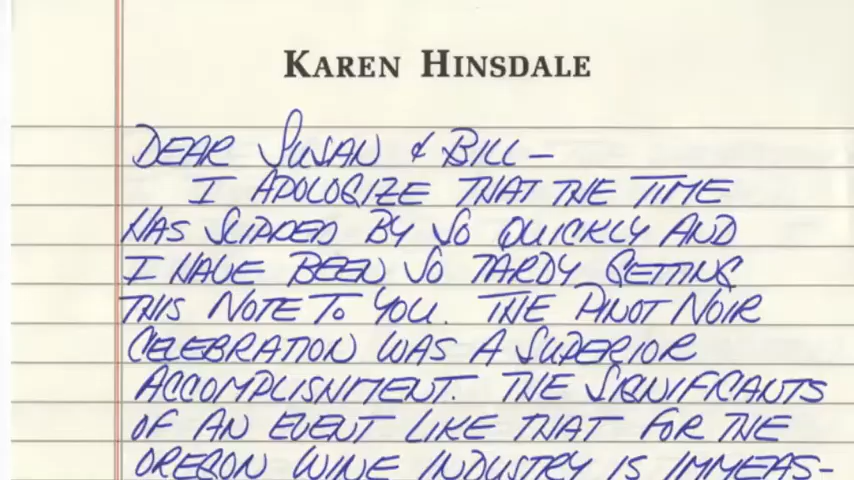 KAREN HINSDALE
DEAR SUSAN & BILL —
I APOLOGIZE THAT THE TIME
HAS SLIPPED BY SO QUICKLY AND
I HAVE BEEN SO TARDY GETTING
THIS NOTE TO YOU. THE PINOT NOIR
CELEBRATION WAS A SUPERIOR
ACCOMPLISHMENT. THE SIGNIFICANTS
OF AN EVENT LIKE THAT FOR THE
OREGON WINE INDUSTRY IS IMMEAS-